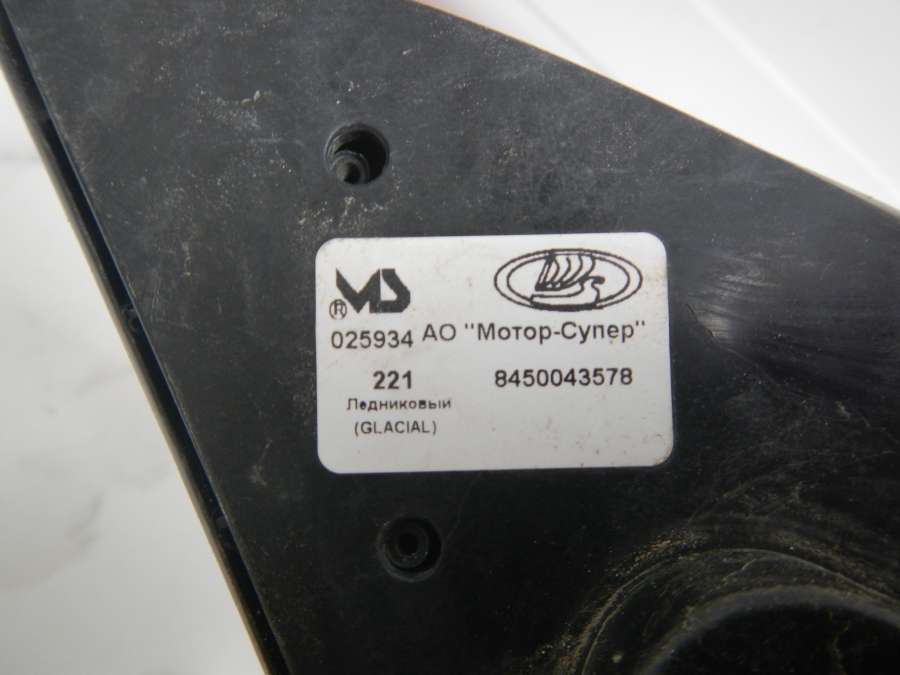 MS
®
025934 АО "Мотор-Супер"
221 8450043578
Ледниковый
(GLACIAL)